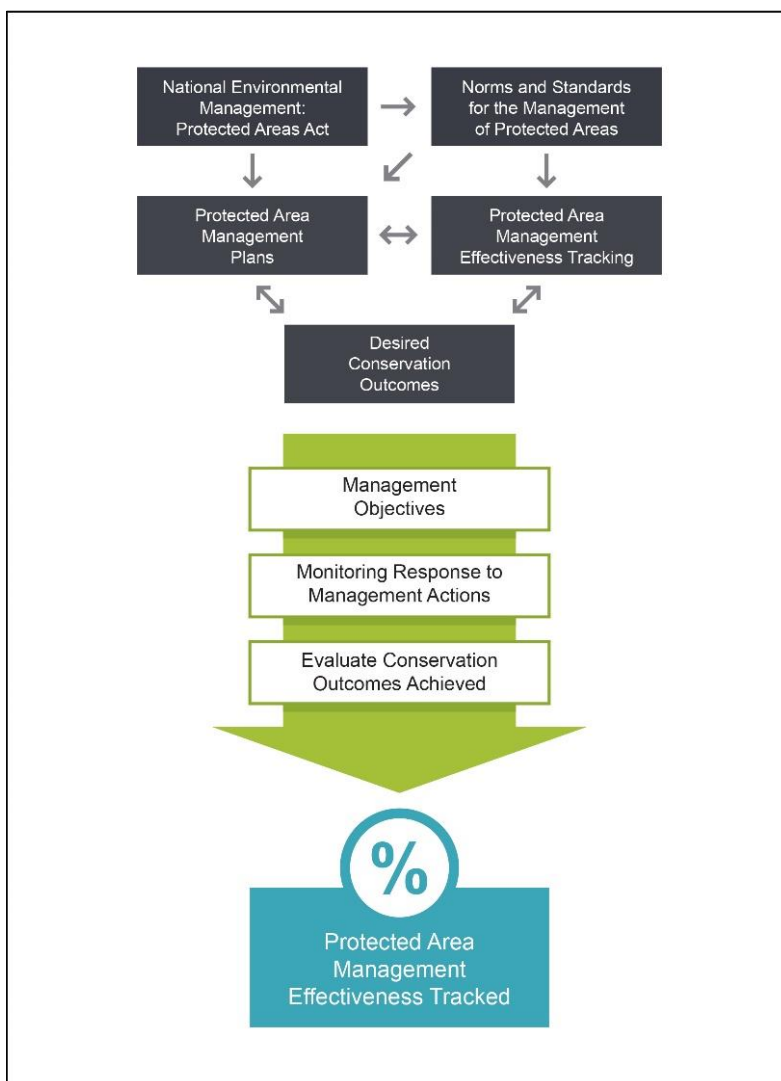 National Environmental
Management:
Protected Areas Act
Norms and Standards
for the Management
of Protected Areas
Protected Area
Management
Plans
Protected Area
Management
Effectiveness Tracking
Desired
Conservation
Outcomes
Management
Objectives
Monitoring Response to
Management Actions
Evaluate Conservation
Outcomes Achieved
%
Protected Area
Management
Effectiveness Tracked